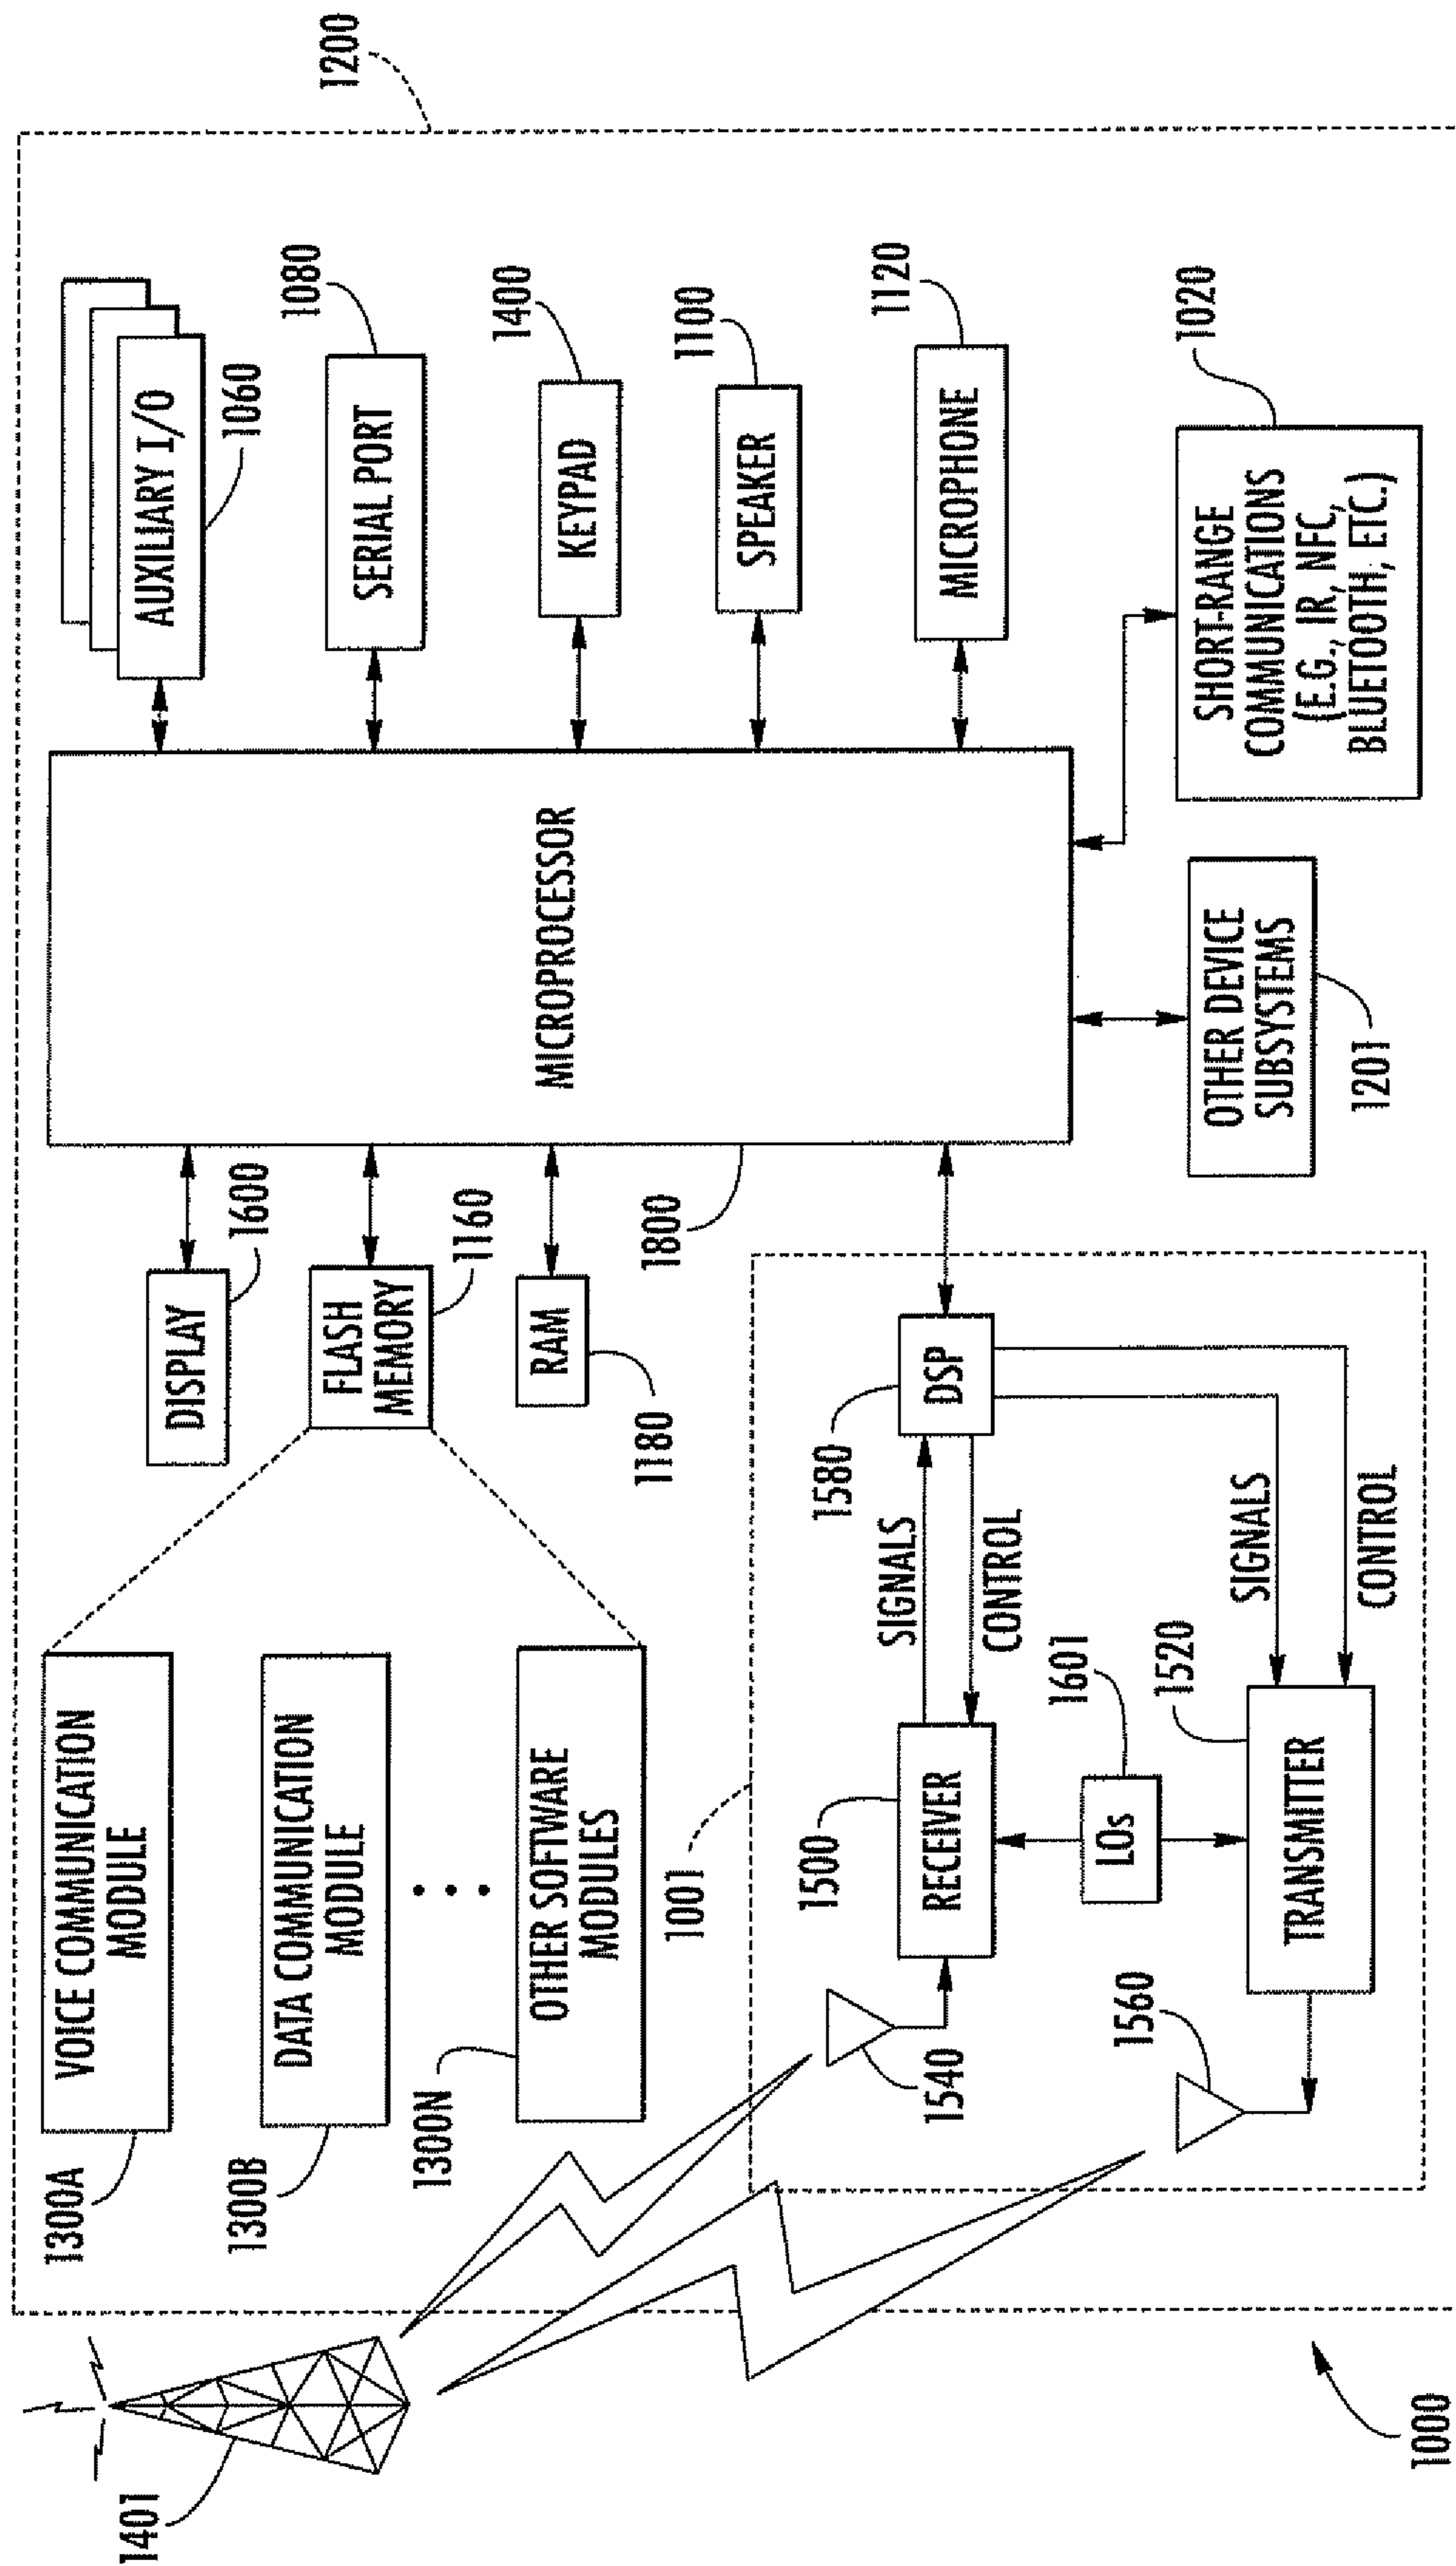 1401
1300A
VOICE COMMUNICATION
MODULE
1300B
DATA COMMUNICATION
MODULE
1300N
OTHER SOFTWARE
MODULES
DISPLAY
1600
FLASH
MEMORY
1160
RAM
1180
MICROPROCESSOR
1800
AUXILIARY I/O
1060
SERIAL PORT
1080
KEYPAD
1400
SPEAKER
1100
MICROPHONE
1120
1200
1001
1540
1500
RECEIVER
SIGNALS
CONTROL
1580
DSP
LOs
1601
1560
1520
TRANSMITTER
SIGNALS
CONTROL
OTHER DEVICE
SUBSYSTEMS
1201
SHORT-RANGE
COMMUNICATIONS
(E.G., IR, NFC,
BLUETOOTH, ETC.)
1020
1000